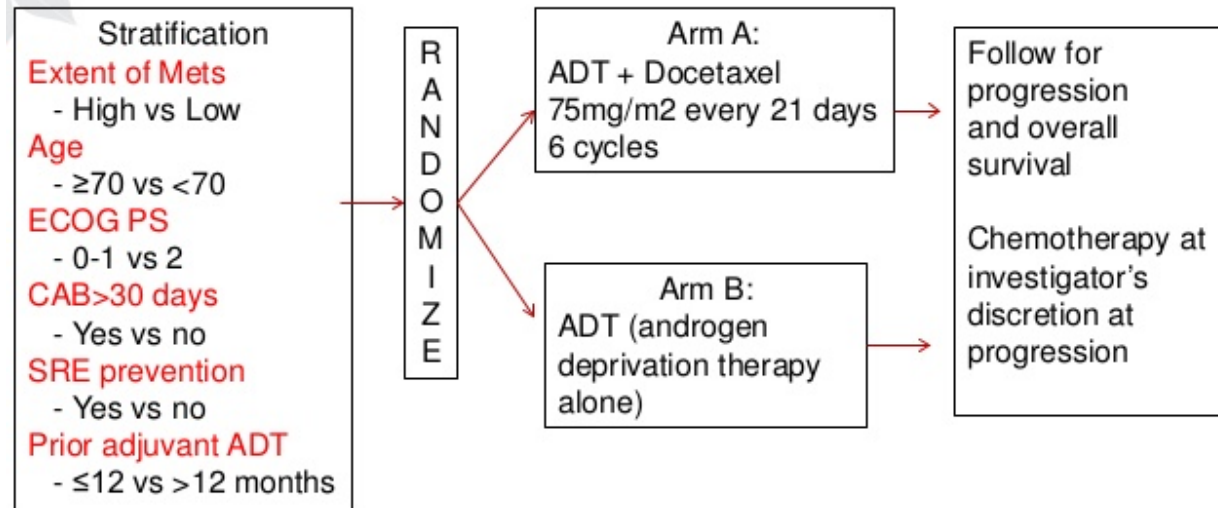 Stratification
Extent of Mets
- High vs Low
Age
- ≥70 vs <70
ECOG PS
- 0-1 vs 2
CAB>30 days
- Yes vs no
SRE prevention
- Yes vs no
Prior adjuvant ADT
- ≤12 vs >12 months
R
A
N
D
O
M
I
Z
E
Arm A:
ADT + Docetaxel
75mg/m2 every 21 days
6 cycles
Arm B:
ADT (androgen
deprivation therapy
alone)
Follow for
progression
and overall
survival
Chemotherapy at
investigator’s
discretion at
progression